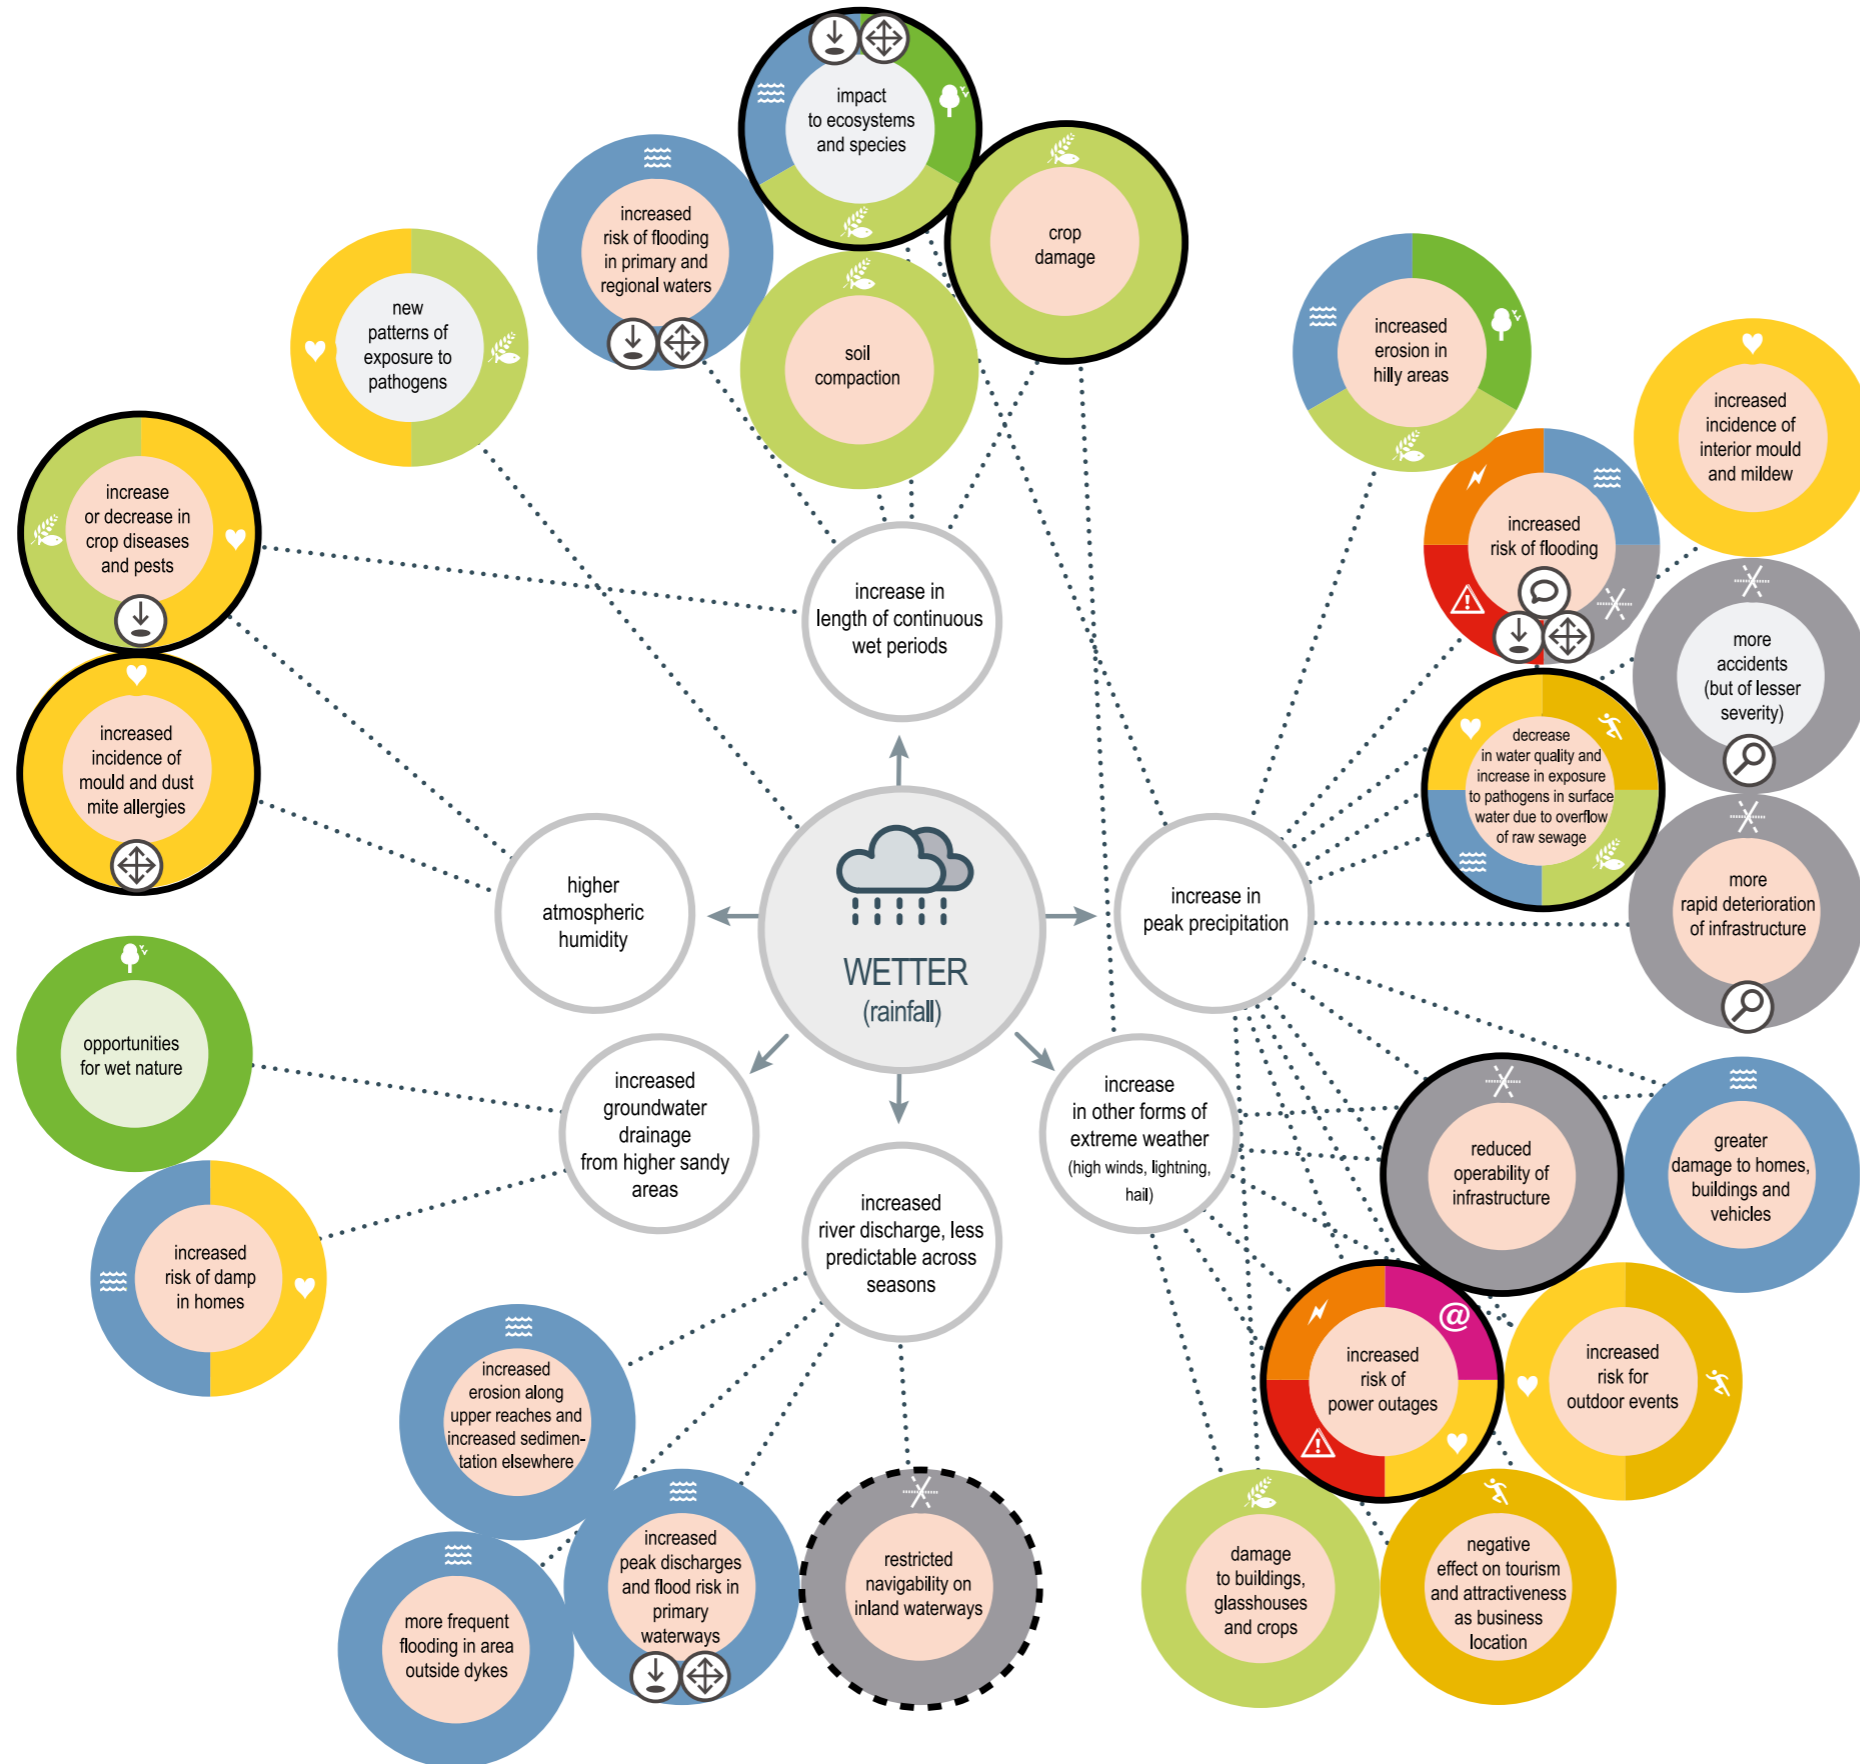 impact
to ecosystems
and species
increased
risk of flooding
in primary and
regional waters
crop
damage
new
patterns of
exposure to
pathogens
soil
compaction
increased
erosion in
hilly areas
increased
incidence of
interior mould
and mildew
increase
or decrease in
crop diseases
and pests
increased
risk of flooding
increase in
length of continuous
wet periods
more
accidents
(but of lesser
severity)
increased
incidence of
mould and dust
mite allergies
decrease
in water quality and
increase in exposure
to pathogens in surface
water due to overflow
of raw sewage
higher
atmospheric
humidity
WETTER
(rainfall)
increase in
peak precipitation
more
rapid deterioration
of infrastructure
opportunities
for wet nature
increased
groundwater
drainage
from higher sandy
areas
increase
in other forms of
extreme weather
(high winds, lightning,
hail)
reduced
operability of
infrastructure
greater
damage to homes,
buildings and
vehicles
increased
risk of damp
in homes
increased
river discharge, less
predictable across
seasons
@
increased
risk of
power outages
increased
risk for
outdoor events
increased
erosion along
upper reaches and
increased sedimen-
tation elsewhere
increased
peak discharges
and flood risk in
primary
waterways
restricted
navigability on
inland waterways
damage
to buildings,
glasshouses
and crops
negative
effect on tourism
and attractiveness
as business
location
more frequent
flooding in area
outside dykes